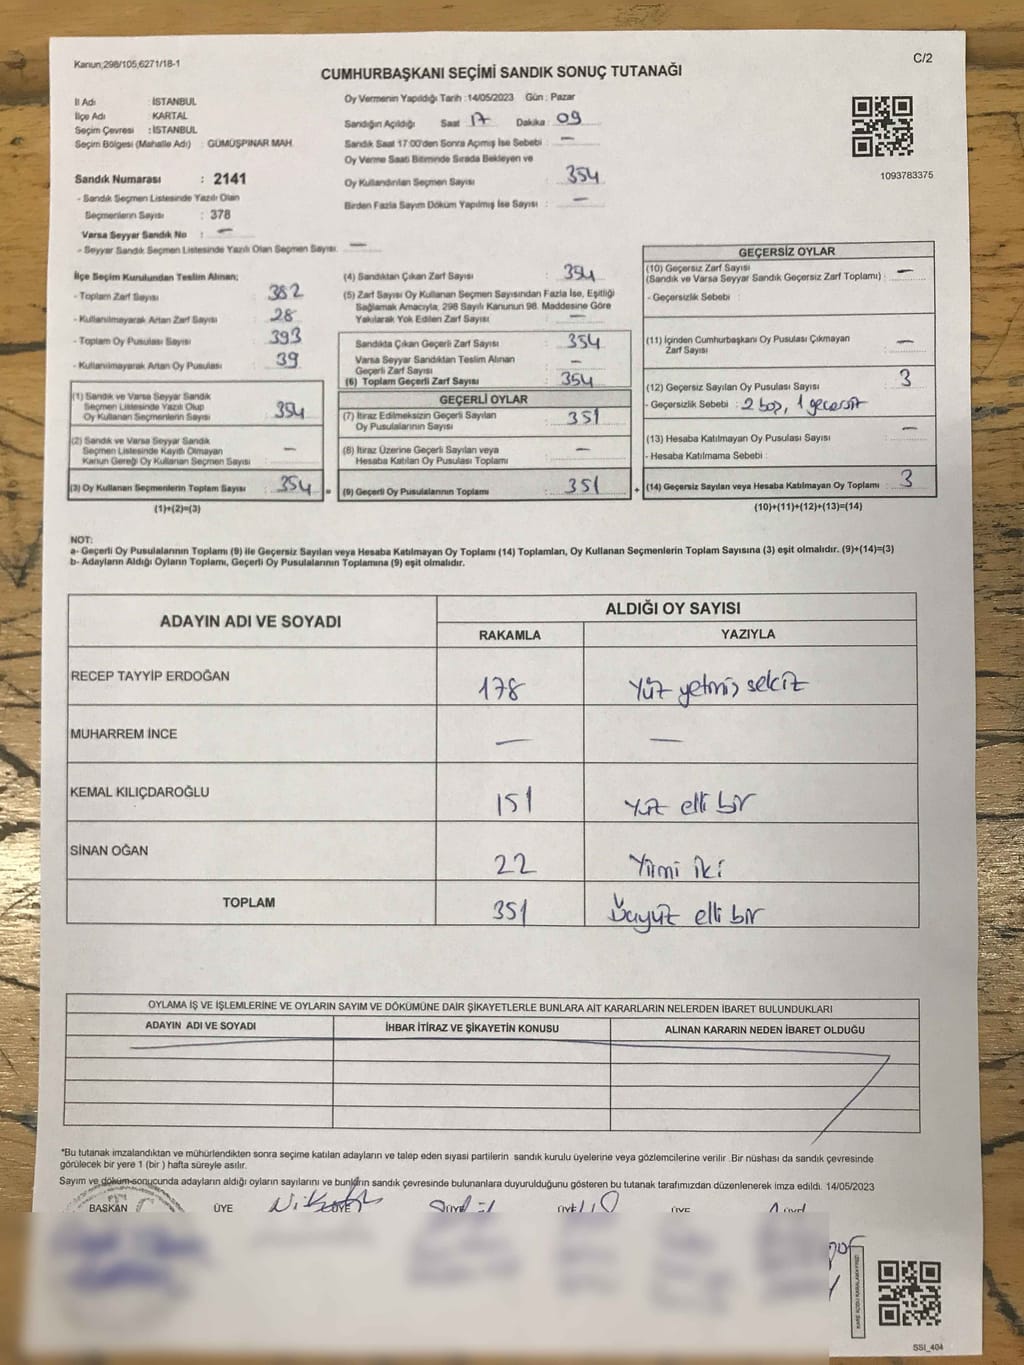 Kanun;298/105,6271/18-1
C/2
CUMHURBAŞKANI SEÇİMİ SANDIK SONUÇ TUTANAĞI
İl Adı : İSTANBUL
İlçe Adı KARTAL
Seçim Çevresi : İSTANBUL
Seçim Bölgesi (Mahalle Adı) : GÜMÜŞPINAR MAH.
Sandık Numarası : 2141
- Sandık Seçmen Listesinde Yazılı Olan
Seçmenlerin Sayısı : 378
Varsa Seyyar Sandık No : —
- Seyyar Sandık Seçmen Listesinde Yazılı Olan Seçmen Sayısı. —
Oy Vermenin Yapıldığı Tarih : 14/05/2023 Gün : Pazar
Sandığın Açıldığı Saat 17 Dakika 09
Sandık Saat 17:00'den Sonra Açılmış İse Sebebi : —
Oy Verme Saati Bitiminde Sırada Bekleyen ve
Oy Kullandırılan Seçmen Sayısı : 354
Birden Fazla Sayım Döküm Yapılmış İse Sayısı : —
1093783375
İlçe Seçim Kurulundan Teslim Alınan;
- Toplam Zarf Sayısı 382
- Kullanılmayarak Artan Zarf Sayısı 28
- Toplam Oy Pusulası Sayısı 393
- Kullanılmayarak Artan Oy Pusulası 39
(1) Sandık ve Varsa Seyyar Sandık
Seçmen Listesinde Yazılı Olup
Oy Kullanan Seçmenlerin Sayısı 354
(2) Sandık ve Varsa Seyyar Sandık
Seçmen Listesinde Kayıtlı Olmayan
Kanun Gereği Oy Kullanan Seçmen Sayısı —
(3) Oy Kullanan Seçmenlerin Toplam Sayısı 354
(1)+(2)=(3)
(4) Sandıktan Çıkan Zarf Sayısı 354
(5) Zarf Sayısı Oy Kullanan Seçmen Sayısından Fazla İse, Eşitliği
Sağlamak Amacıyla, 298 Sayılı Kanunun 98. Maddesine Göre
Yakılarak Yok Edilen Zarf Sayısı —
Sandıkta Çıkan Geçerli Zarf Sayısı 354
Varsa Seyyar Sandıktan Teslim Alınan
Geçerli Zarf Sayısı —
(6) Toplam Geçerli Zarf Sayısı 354
GEÇERLİ OYLAR
(7) İtiraz Edilmeksizin Geçerli Sayılan
Oy Pusulalarının Sayısı 351
(8) İtiraz Üzerine Geçerli Sayılan veya
Hesaba Katılan Oy Pusulası Toplamı —
= (9) Geçerli Oy Pusulalarının Toplamı 351
GEÇERSİZ OYLAR
(10) Geçersiz Zarf Sayısı
(Sandık ve Varsa Seyyar Sandık Geçersiz Zarf Toplamı) : —
- Geçersizlik Sebebi :
(11) İçinden Cumhurbaşkanı Oy Pusulası Çıkmayan
Zarf Sayısı —
(12) Geçersiz Sayılan Oy Pusulası Sayısı 3
- Geçersizlik Sebebi : 2 boş, 1 geçersiz
(13) Hesaba Katılmayan Oy Pusulası Sayısı —
- Hesaba Katılmama Sebebi
+ (14) Geçersiz Sayılan veya Hesaba Katılmayan Oy Toplamı 3
(10)+(11)+(12)+(13)=(14)
NOT:
a- Geçerli Oy Pusulalarının Toplamı (9) ile Geçersiz Sayılan veya Hesaba Katılmayan Oy Toplamı (14) Toplamları, Oy Kullanan Seçmenlerin Toplam Sayısına (3) eşit olmalıdır. (9)+(14)=(3)
b- Adayların Aldığı Oyların Toplamı, Geçerli Oy Pusulalarının Toplamına (9) eşit olmalıdır.
ADAYIN ADI VE SOYADI ALDIĞI OY SAYISI
RAKAMLA YAZIYLA
RECEP TAYYİP ERDOĞAN 178 Yüz yetmiş sekiz
MUHARREM İNCE — —
KEMAL KILIÇDAROĞLU 151 Yüz elli bir
SİNAN OĞAN 22 Yirmi iki
TOPLAM 351 Üçyüz elli bir
OYLAMA İŞ VE İŞLEMLERİNE VE OYLARIN SAYIM VE DÖKÜMÜNE DAİR ŞİKAYETLERLE BUNLARA AİT KARARLARIN NELERDEN İBARET BULUNDUKLARI
ADAYIN ADI VE SOYADI İHBAR İTİRAZ VE ŞİKAYETİN KONUSU ALINAN KARARIN NEDEN İBARET OLDUĞU
*Bu tutanak imzalandıktan ve mühürlendikten sonra seçime katılan adayların ve talep eden siyasi partilerin sandık kurulu üyelerine veya gözlemcilerine verilir .Bir nüshası da sandık çevresinde
görülecek bir yere 1 (bir ) hafta süreyle asılır.
Sayım ve döküm sonucunda adayların aldığı oyların sayılarını ve bunların sandık çevresinde bulunanlara duyurulduğunu gösteren bu tutanak tarafımızdan düzenlenerek imza edildi. 14/05/2023
BAŞKAN ÜYE ÜYE ÜYE ÜYE ÜYE
SSI_404